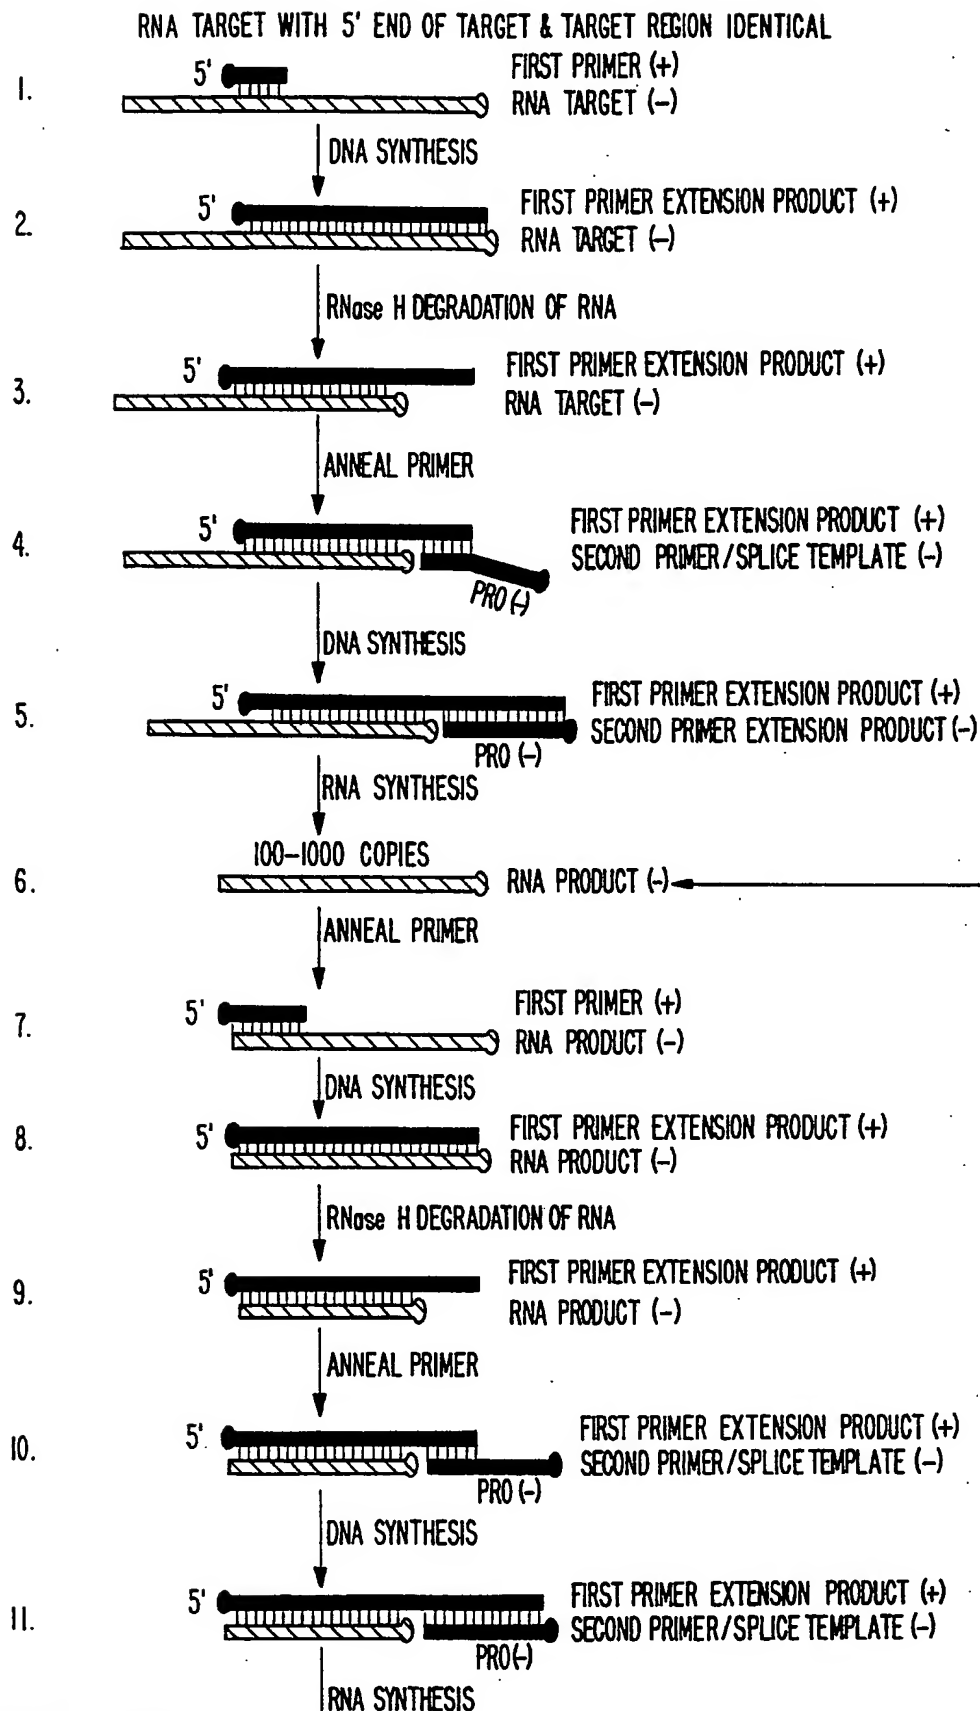 RNA TARGET WITH 5' END OF TARGET & TARGET REGION IDENTICAL
1.
5'
FIRST PRIMER (+)
RNA TARGET (-)
DNA SYNTHESIS
2.
5'
FIRST PRIMER EXTENSION PRODUCT (+)
RNA TARGET (-)
RNase H DEGRADATION OF RNA
3.
5'
FIRST PRIMER EXTENSION PRODUCT (+)
RNA TARGET (-)
ANNEAL PRIMER
4.
5'
FIRST PRIMER EXTENSION PRODUCT (+)
SECOND PRIMER/SPLICE TEMPLATE (-)
PRO (-)
DNA SYNTHESIS
5.
5'
FIRST PRIMER EXTENSION PRODUCT (+)
SECOND PRIMER EXTENSION PRODUCT (-)
PRO (-)
RNA SYNTHESIS
100-1000 COPIES
6.
RNA PRODUCT (-)
ANNEAL PRIMER
7.
5'
FIRST PRIMER (+)
RNA PRODUCT (-)
DNA SYNTHESIS
8.
5'
FIRST PRIMER EXTENSION PRODUCT (+)
RNA PRODUCT (-)
RNase H DEGRADATION OF RNA
9.
5'
FIRST PRIMER EXTENSION PRODUCT (+)
RNA PRODUCT (-)
ANNEAL PRIMER
10.
5'
FIRST PRIMER EXTENSION PRODUCT (+)
SECOND PRIMER/SPLICE TEMPLATE (-)
PRO (-)
DNA SYNTHESIS
11.
5'
FIRST PRIMER EXTENSION PRODUCT (+)
SECOND PRIMER/SPLICE TEMPLATE (-)
PRO (-)
RNA SYNTHESIS